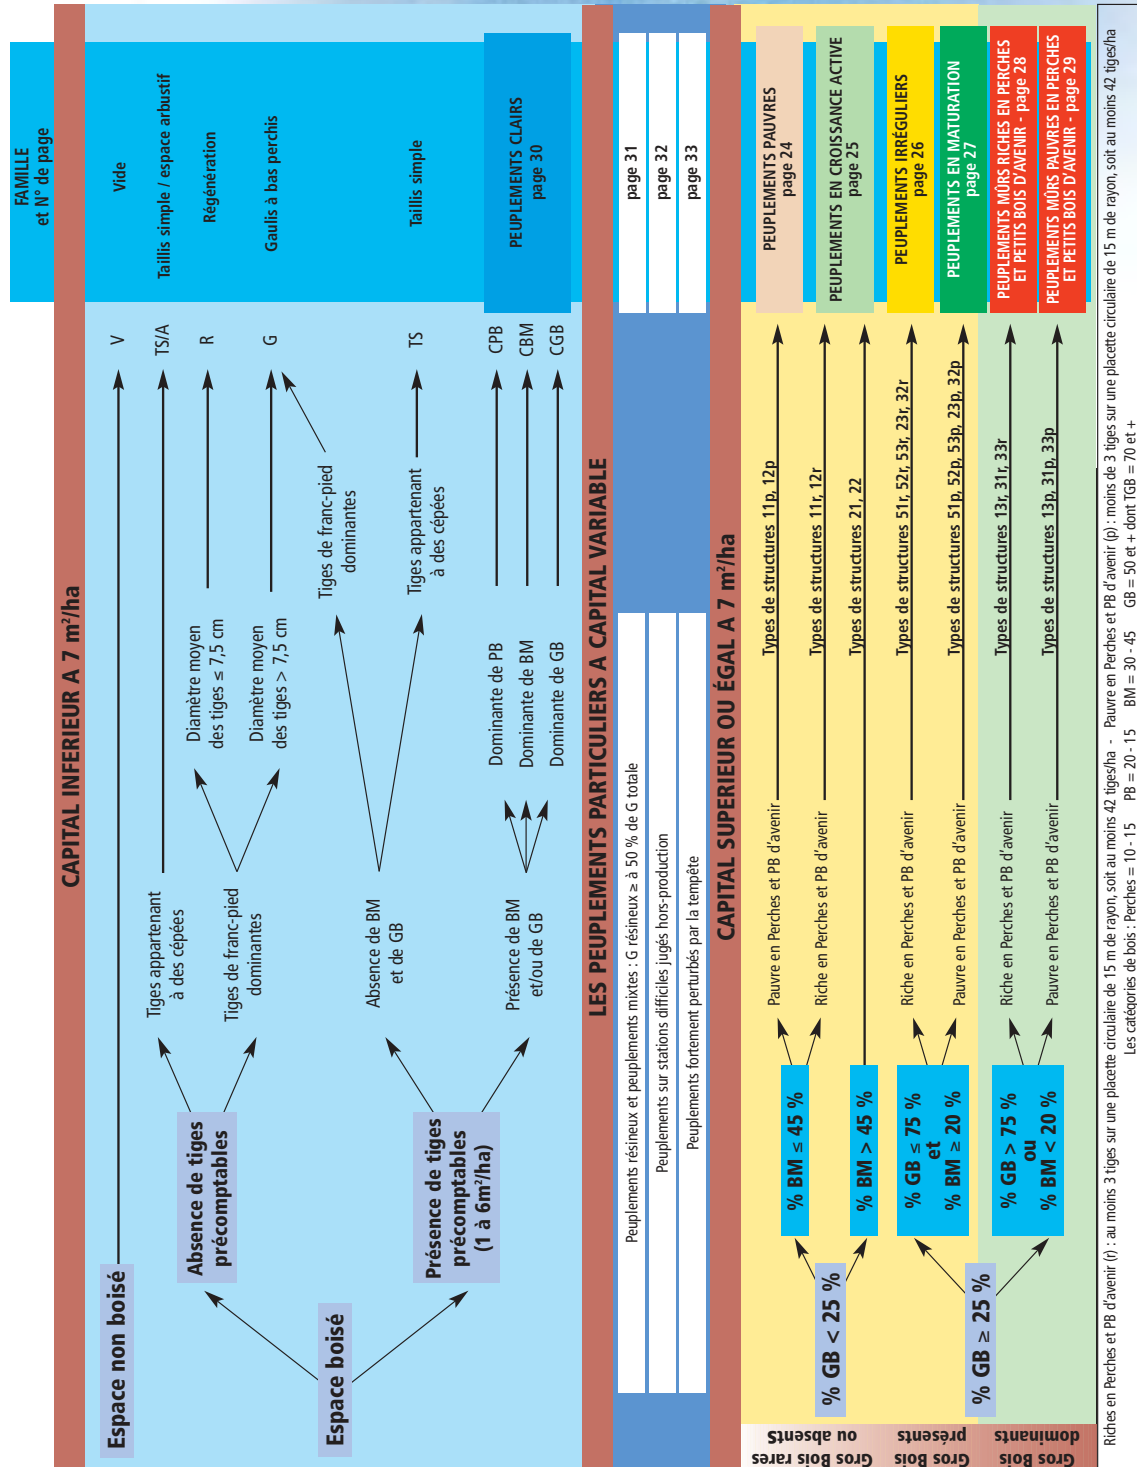 FAMILLE
et N° de page
CAPITAL INFERIEUR A 7 m²/ha
Espace non boisé
V
Vide
Espace boisé
Absence de tiges
précomptables
Tiges appartenant
à des cépées
TS/A
Taillis simple / espace arbustif
Tiges de franc-pied
dominantes
Diamètre moyen
des tiges ≤ 7,5 cm
R
Régénération
Diamètre moyen
des tiges > 7,5 cm
G
Gaulis à bas perchis
Présence de tiges
précomptables
(1 à 6m²/ha)
Absence de BM
et de GB
Tiges de franc-pied
dominantes
Tiges appartenant
à des cépées
TS
Taillis simple
Présence de BM
et/ou de GB
Dominante de PB
CPB
Dominante de BM
CBM
Dominante de GB
CGB
PEUPLEMENTS CLAIRS
page 30
LES PEUPLEMENTS PARTICULIERS A CAPITAL VARIABLE
Peuplements résineux et peuplements mixtes : G résineux ≥ à 50 % de G totale
page 31
Peuplements sur stations difficiles jugés hors-production
page 32
Peuplements fortement perturbés par la tempête
page 33
CAPITAL SUPERIEUR OU ÉGAL A 7 m²/ha
Gros Bois rares
ou absentS
% GB < 25 %
% BM ≤ 45 %
Pauvre en Perches et PB d'avenir
Types de structures 11p, 12p
PEUPLEMENTS PAUVRES
page 24
Riche en Perches et PB d'avenir
Types de structures 11r, 12r
% BM > 45 %
Types de structures 21, 22
PEUPLEMENTS EN CROISSANCE ACTIVE
page 25
Gros Bois
présents
% GB ≥ 25 %
% GB ≤ 75 %
et
% BM ≥ 20 %
Riche en Perches et PB d'avenir
Types de structures 51r, 52r, 53r, 23r, 32r
PEUPLEMENTS IRRÉGULIERS
page 26
Pauvre en Perches et PB d'avenir
Types de structures 51p, 52p, 53p, 23p, 32p
PEUPLEMENTS EN MATURATION
page 27
Gros Bois
dominants
% GB > 75 %
ou
% BM < 20 %
Riche en Perches et PB d'avenir
Types de structures 13r, 31r, 33r
PEUPLEMENTS MÛRS RICHES EN PERCHES
ET PETITS BOIS D'AVENIR - page 28
Pauvre en Perches et PB d'avenir
Types de structures 13p, 31p, 33p
PEUPLEMENTS MÛRS PAUVRES EN PERCHES
ET PETITS BOIS D'AVENIR - page 29
Riches en Perches et PB d'avenir (r) : au moins 3 tiges sur une placette circulaire de 15 m de rayon, soit au moins 42 tiges/ha - Pauvre en Perches et PB d'avenir (p) : moins de 3 tiges sur une placette circulaire de 15 m de rayon, soit au moins 42 tiges/ha
Les catégories de bois : Perches = 10 - 15 PB = 20 - 15 BM = 30 - 45 GB = 50 et + dont TGB = 70 et +